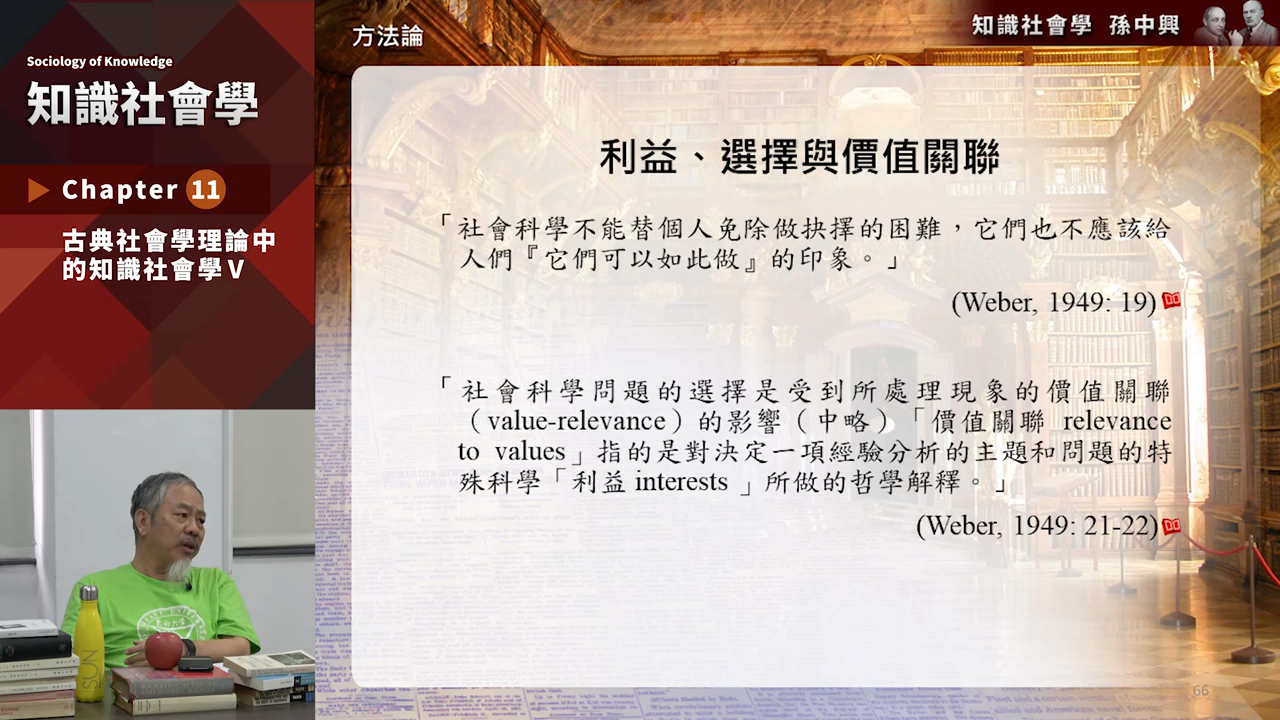 Sociology of Knowledge
知識社會學
Chapter 11
古典社會學理論中
的知識社會學 V
方法論
知識社會學 孫中興
利益、選擇與價值關聯
「社會科學不能替個人免除做抉擇的困難，它們也不應該給
人們『它們可以如此做』的印象。」
(Weber, 1949: 19)
「社會科學問題的選擇是受到所處理現象的價值關聯
（value-relevance）的影響（中略）「價值關聯 relevance
to values」指的是對決定一項經驗分析的主題和問題的特
殊科學「利益 interests 」所做的哲學解釋。」
(Weber, 1949: 21-22)
66
SUN